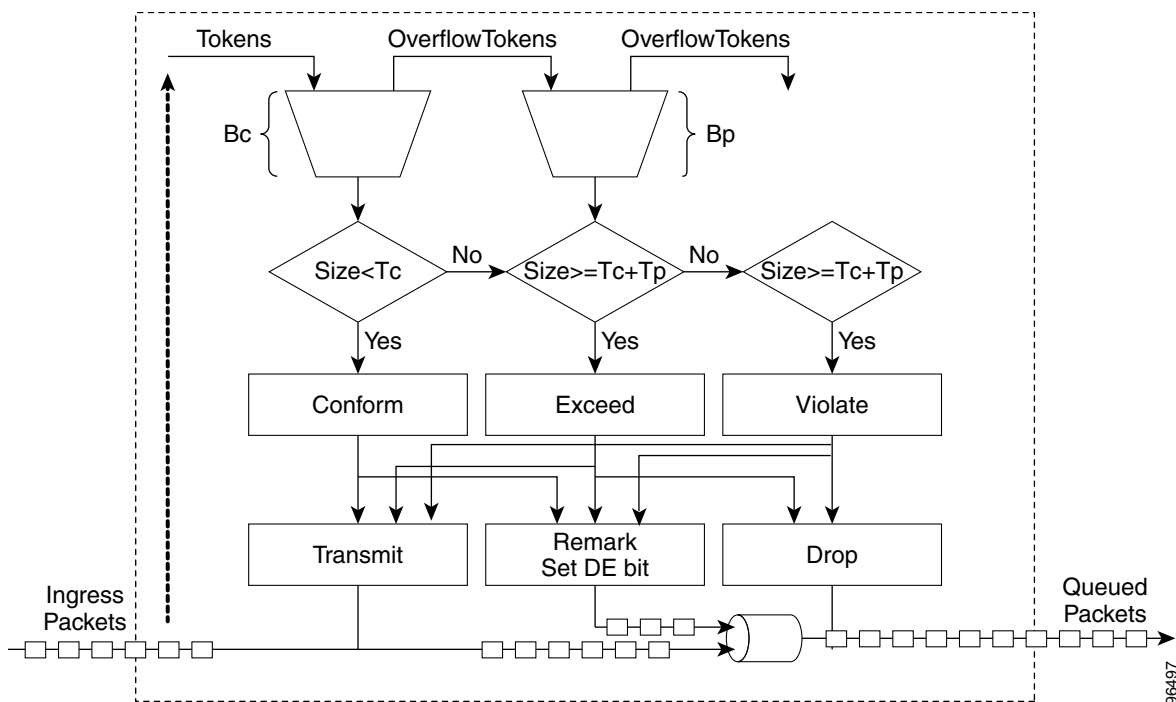 Tokens
OverflowTokens
OverflowTokens
Bc
Bp
Size<Tc
No
Size>=Tc+Tp
No
Size>=Tc+Tp
Yes
Yes
Yes
Conform
Exceed
Violate
Transmit
Remark
Set DE bit
Drop
Ingress
Packets
Queued
Packets